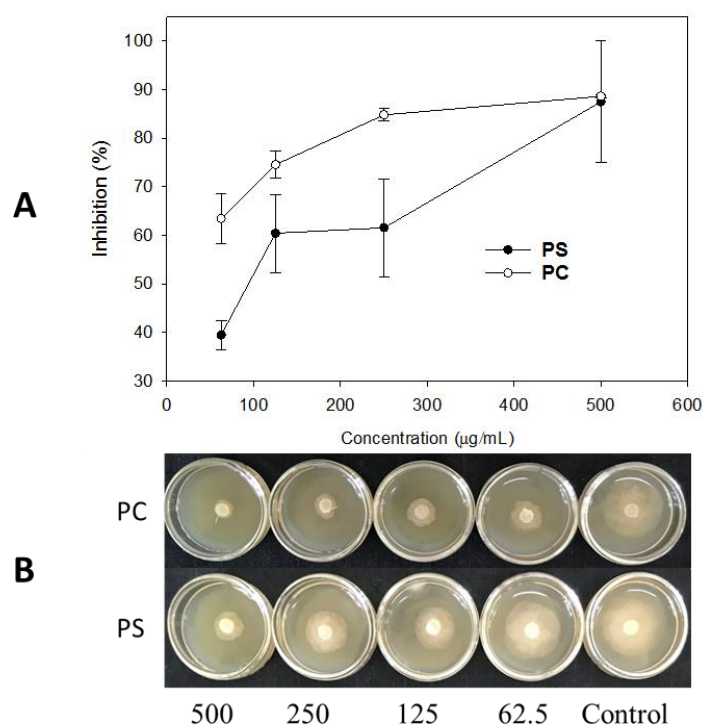 A
Inhibition (%)
100
90
80
70
60
50
40
30
PS
PC
0 100 200 300 400 500 600
Concentration (μg/mL)
B
PC
PS
500 250 125 62.5 Control